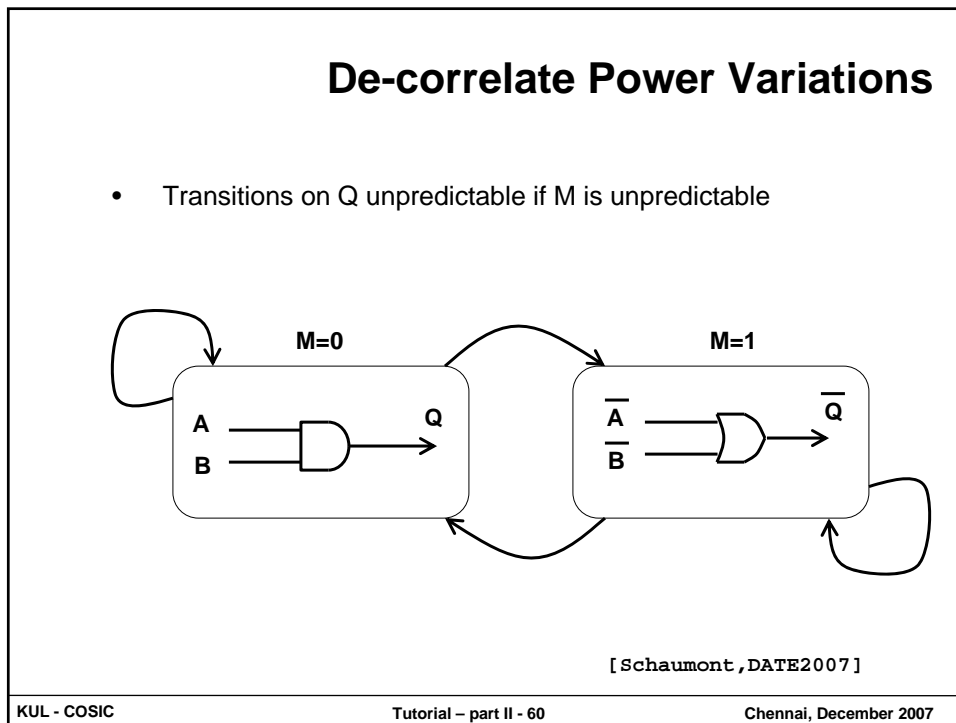 De-correlate Power Variations
• Transitions on Q unpredictable if M is unpredictable
M=0
M=1
A
B
Q
A̅
B̅
Q̅
[Schaumont,DATE2007]
KUL - COSIC
Tutorial – part II - 60
Chennai, December 2007